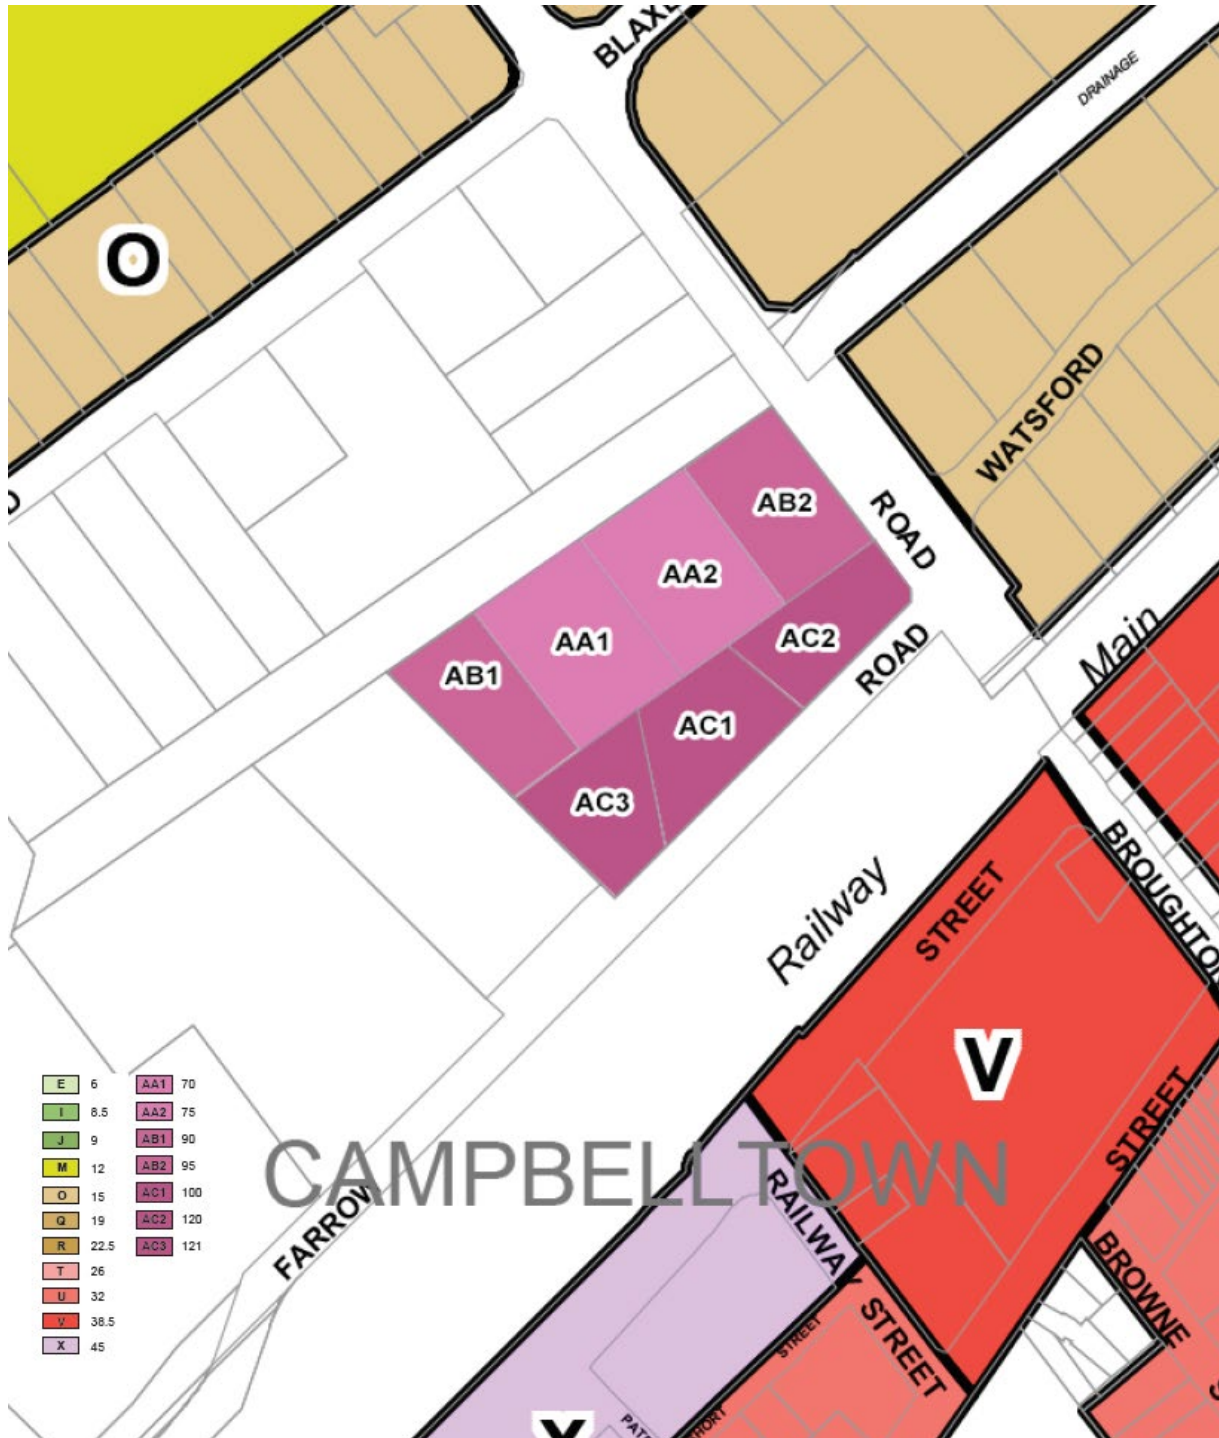 BLAXL
DRAINAGE
O
WATSFORD
AB2
ROAD
AA2
AA1
AC2
ROAD
Main
AB1
AC1
AC3
BROUGHTON
Railway
STREET
V
STREET
E 6
I 8.5
J 9
M 12
O 15
Q 19
R 22.5
T 26
U 32
V 38.5
X 45
AA1 70
AA2 75
AB1 90
AB2 95
AC1 100
AC2 120
AC3 121
CAMPBELLTOWN
FARROW
RAILWAY
STREET
BROWNE
STREET
X